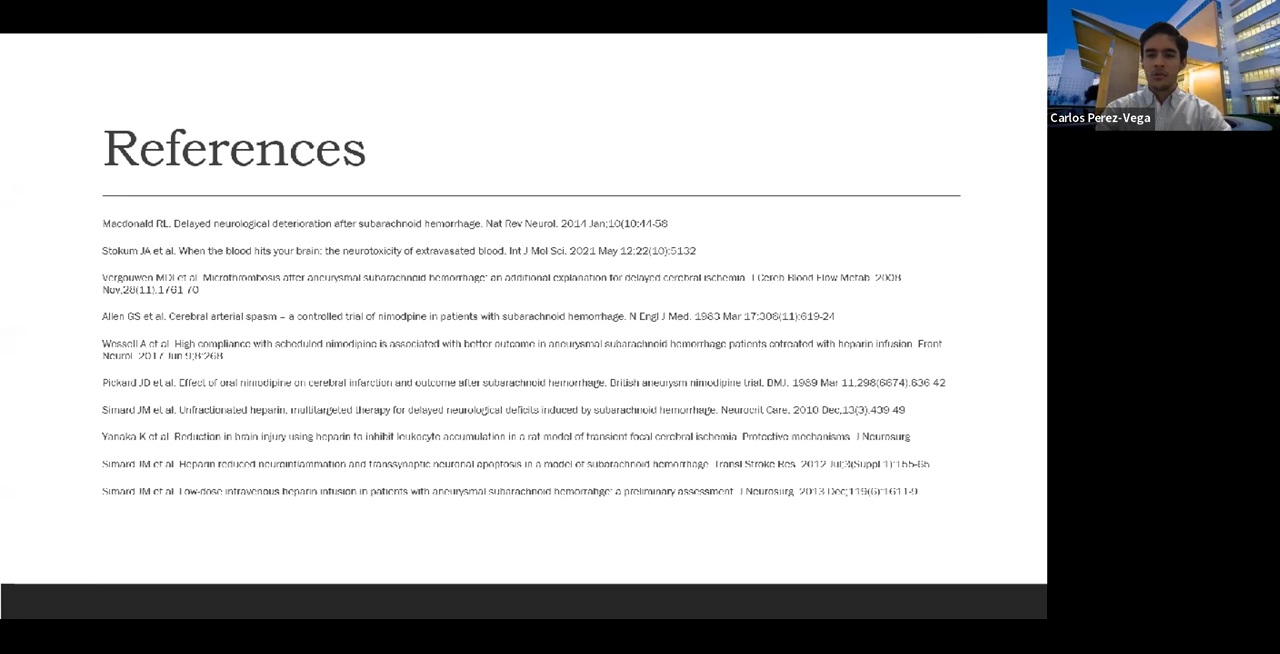 References
Macdonald RL. Delayed neurological deterioration after subarachnoid hemorrhage. Nat Rev Neurol. 2014 Jan;10(10:44-58
Stokum JA et al. When the blood hits your brain: the neurotoxicity of extravasated blood. Int J Mol Sci. 2021 May 12;22(10):5132
Vergouwen MDI et al. Microthrombosis after aneurysmal subarachnoid hemorrhage: an additional explanation for delayed cerebral ischemia. J Cereb Blood Flow Metab. 2008
Nov;28(11):1761-70
Allen GS et al. Cerebral arterial spasm – a controlled trial of nimodpine in patients with subarachnoid hemorrhage. N Engl J Med. 1983 Mar 17;308(11):619-24
Wessell A et al. High compliance with scheduled nimodipine is associated with better outcome in aneurysmal subarachnoid hemorrhage patients cotreated with heparin infusion. Front
Neurol. 2017 Jun 9;8:268
Pickard JD et al. Effect of oral nimodipine on cerebral infarction and outcome after subarachnoid hemorrhage. British aneurysm nimodipine trial. BMJ. 1989 Mar 11;298(6674):636-42
Simard JM et al. Unfractionated heparin: multitargeted therapy for delayed neurological deficits induced by subarachnoid hemorrhage. Neurocrit Care. 2010 Dec;13(3):439-49
Yanaka K et al. Reduction in brain injury using heparin to inhibit leukocyte accumulation in a rat model of transient focal cerebral ischemia. Protective mechanisms. J Neurosurg
Simard JM et al. Heparin reduced neuroinflammation and transsynaptic neuronal apoptosis in a model of subarachnoid hemorrhage. Transl Stroke Res. 2012 Jul;3(Suppl 1):155-65
Simard JM et al. Low-dose intravenous heparin infusion in patients with aneurysmal subarachnoid hemorrahge: a preliminary assessment. J Neurosurg. 2013 Dec;119(6):1611-9
Carlos Perez-Vega